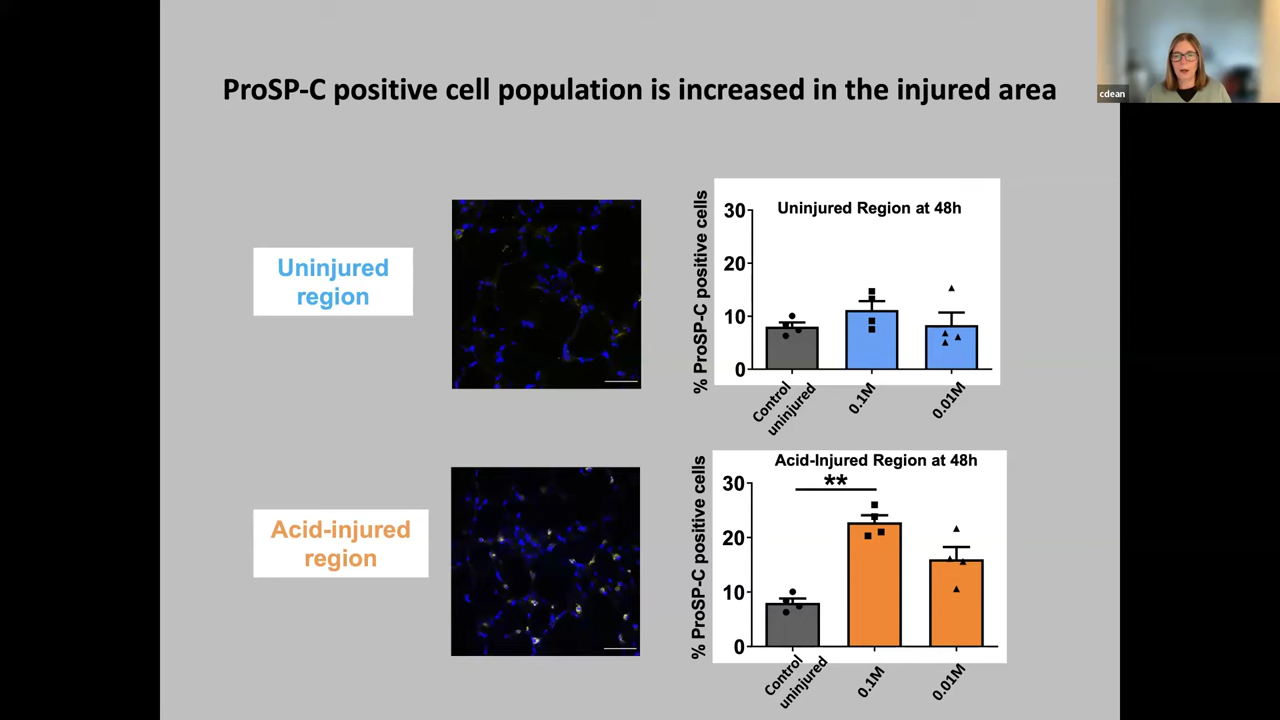 ProSP-C positive cell population is increased in the injured area
cdean
Uninjured
region
% ProSP-C positive cells
Uninjured Region at 48h
30
20
10
0
Control
uninjured
0.1M
0.01M
Acid-injured
region
% ProSP-C positive cells
Acid-Injured Region at 48h
**
30
20
10
0
Control
uninjured
0.1M
0.01M